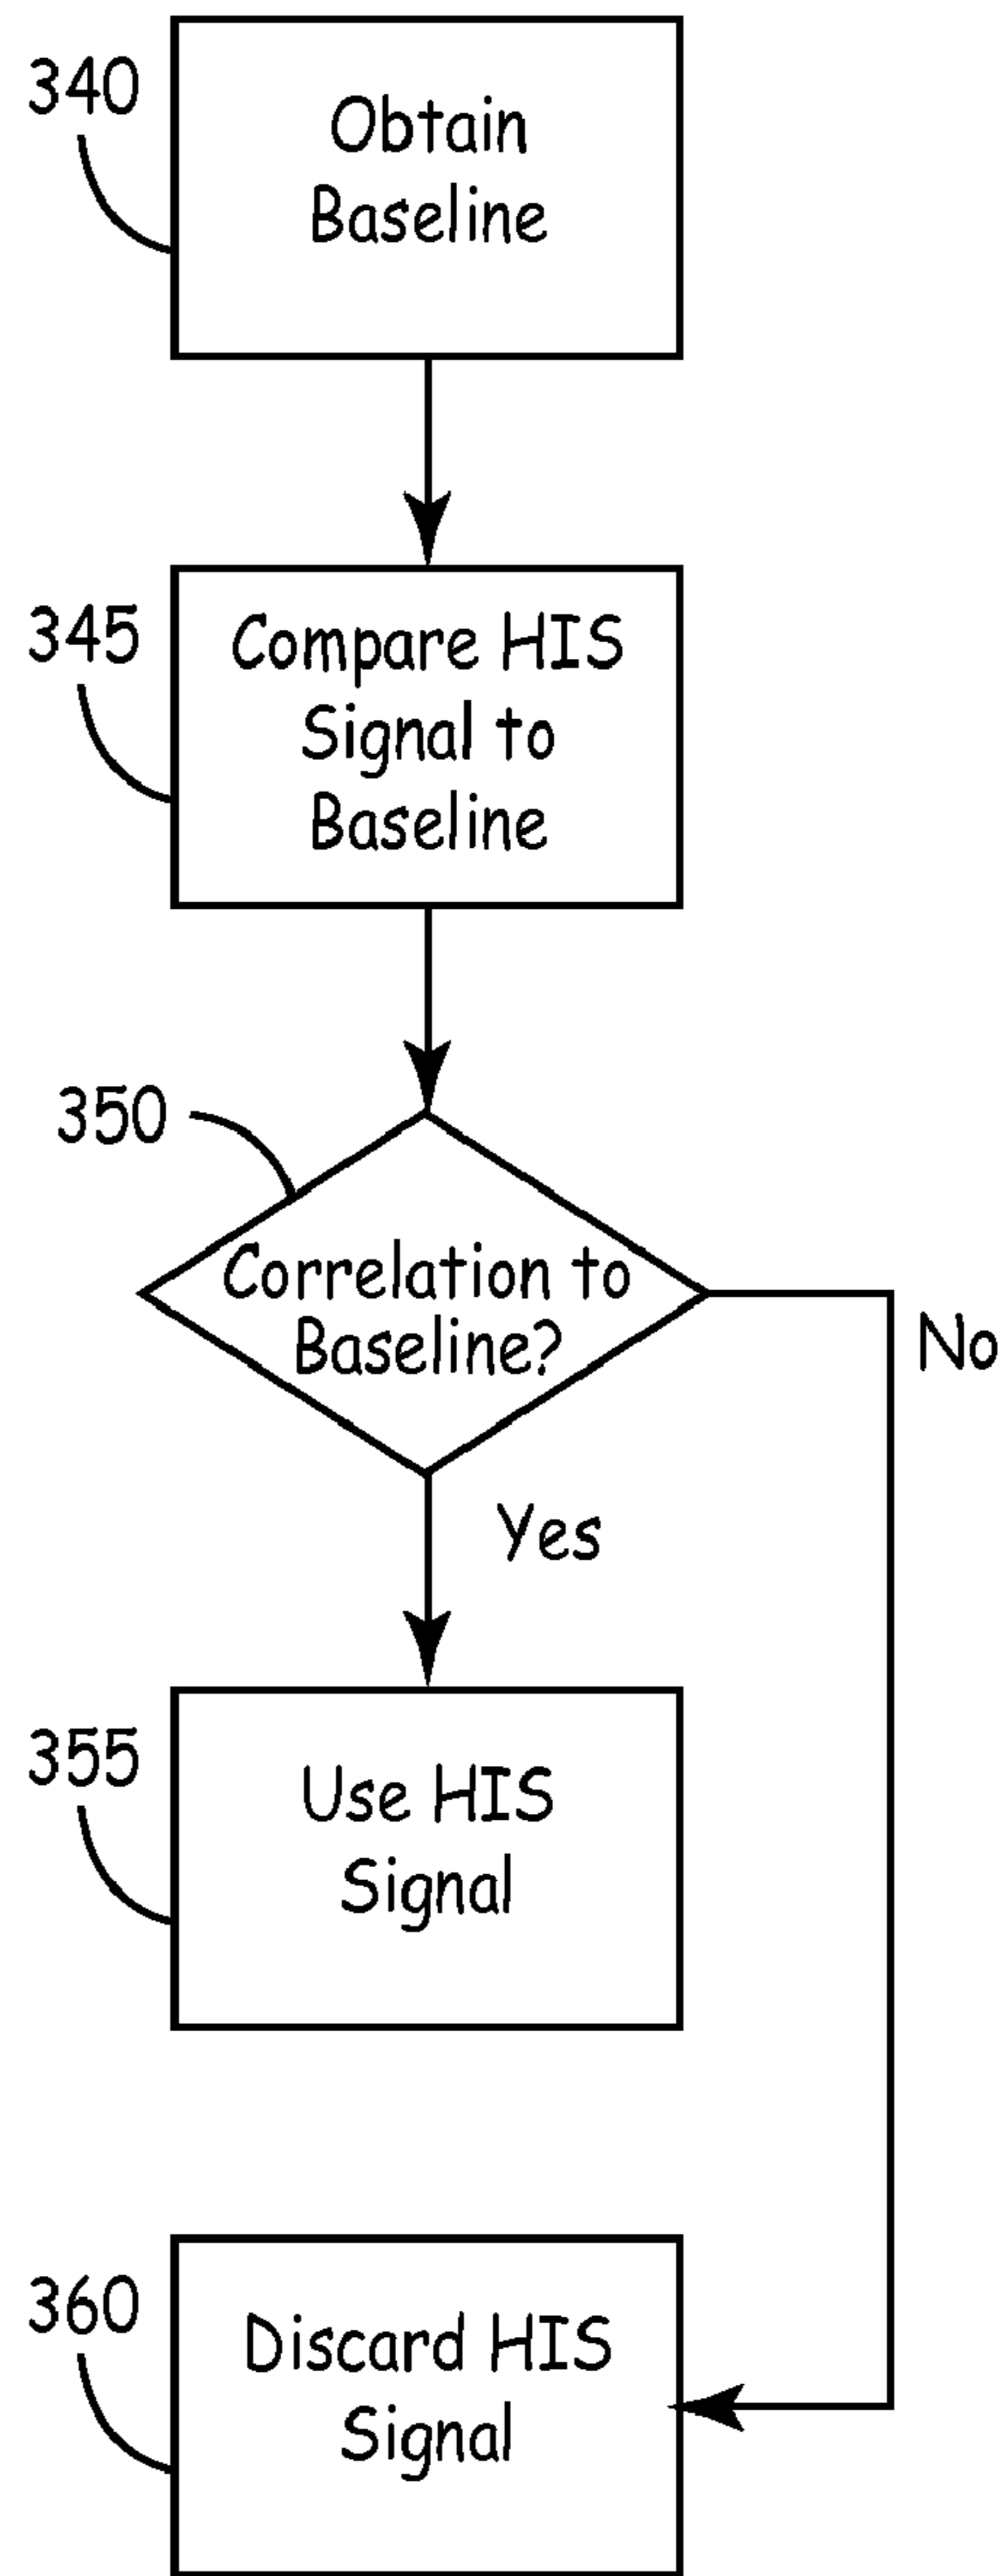 340
Obtain
Baseline
345
Compare HIS
Signal to
Baseline
350
Correlation to
Baseline?
No
Yes
355
Use HIS
Signal
360
Discard HIS
Signal